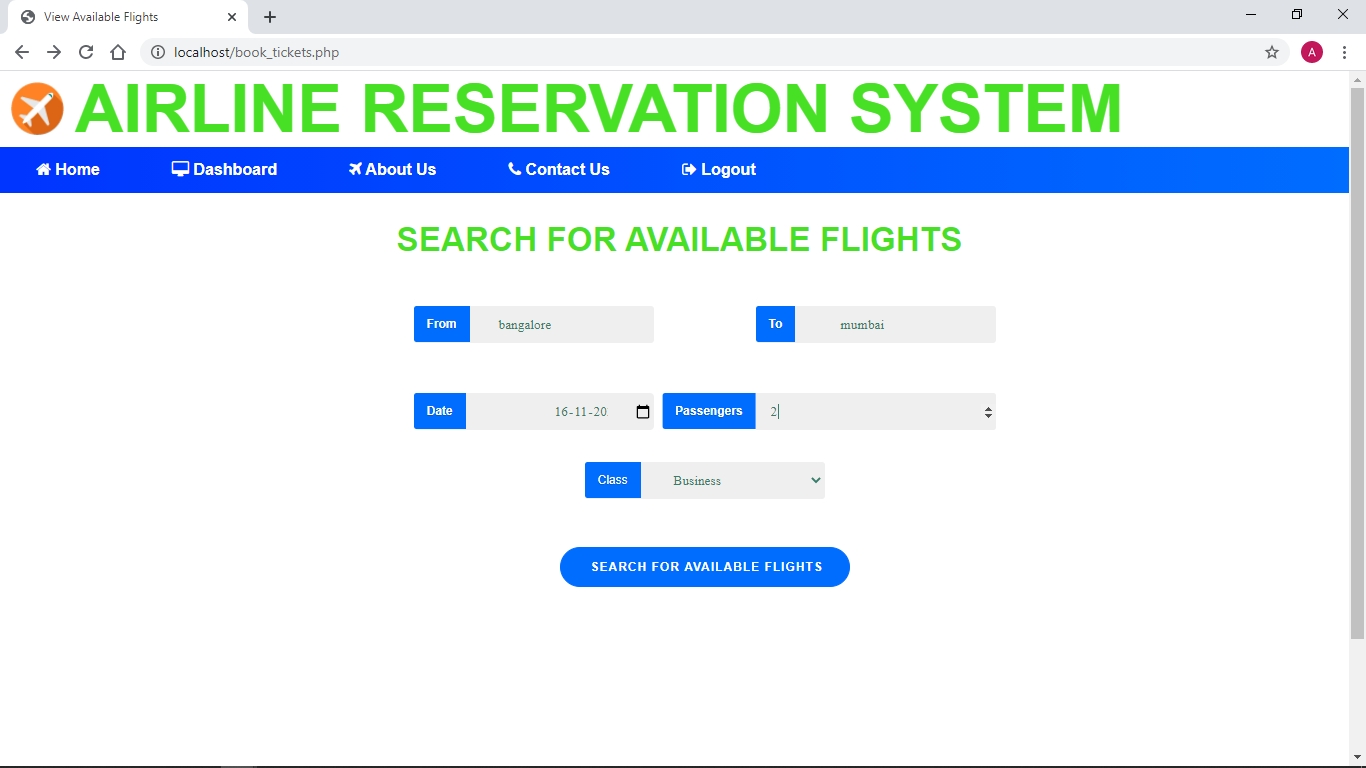 View Available Flights
localhost/book_tickets.php
A
AIRLINE RESERVATION SYSTEM
Home Dashboard About Us Contact Us Logout
SEARCH FOR AVAILABLE FLIGHTS
From bangalore To mumbai
Date 16-11-20 Passengers 2
Class Business
SEARCH FOR AVAILABLE FLIGHTS